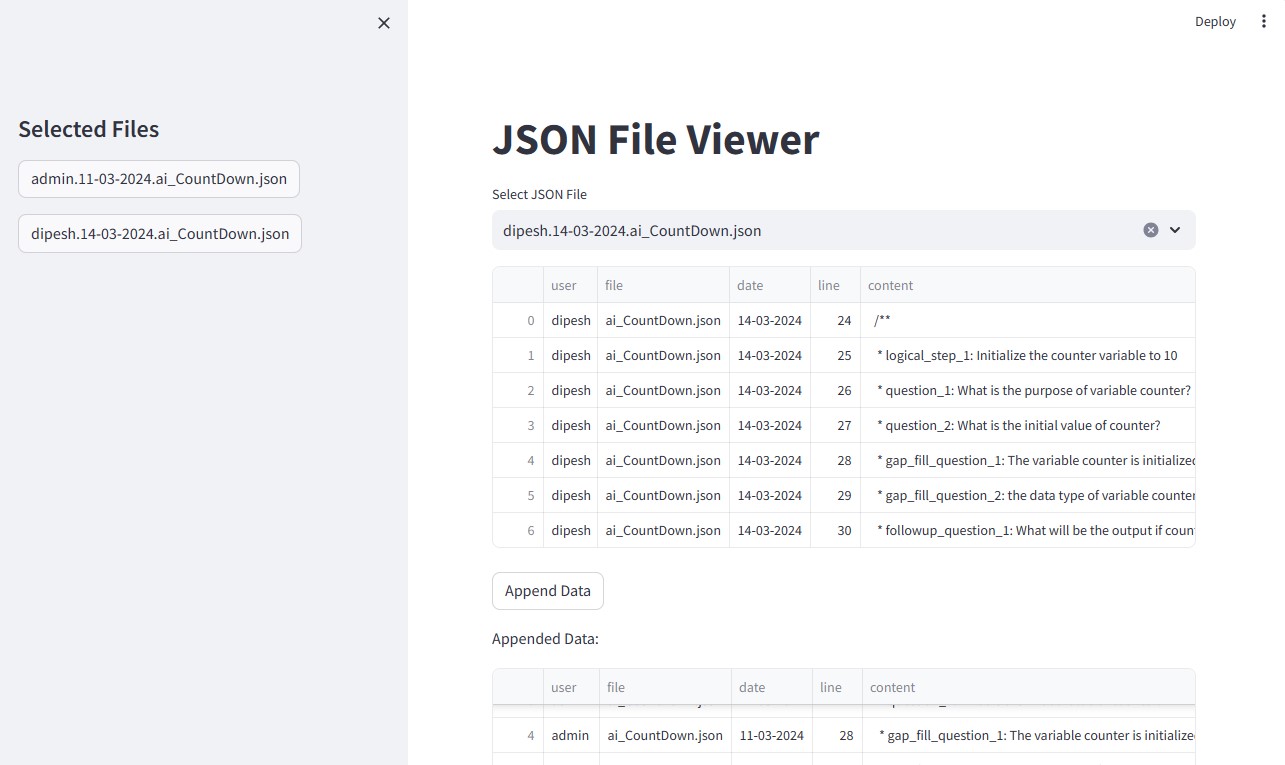 Deploy
Selected Files
admin.11-03-2024.ai_CountDown.json
dipesh.14-03-2024.ai_CountDown.json
JSON File Viewer
Select JSON File
dipesh.14-03-2024.ai_CountDown.json
user file date line content
0 dipesh ai_CountDown.json 14-03-2024 24 /**
1 dipesh ai_CountDown.json 14-03-2024 25 * logical_step_1: Initialize the counter variable to 10
2 dipesh ai_CountDown.json 14-03-2024 26 * question_1: What is the purpose of variable counter?
3 dipesh ai_CountDown.json 14-03-2024 27 * question_2: What is the initial value of counter?
4 dipesh ai_CountDown.json 14-03-2024 28 * gap_fill_question_1: The variable counter is initialized
5 dipesh ai_CountDown.json 14-03-2024 29 * gap_fill_question_2: the data type of variable counter
6 dipesh ai_CountDown.json 14-03-2024 30 * followup_question_1: What will be the output if coun
Append Data
Appended Data:
user file date line content
4 admin ai_CountDown.json 11-03-2024 28 * gap_fill_question_1: The variable counter is initialize